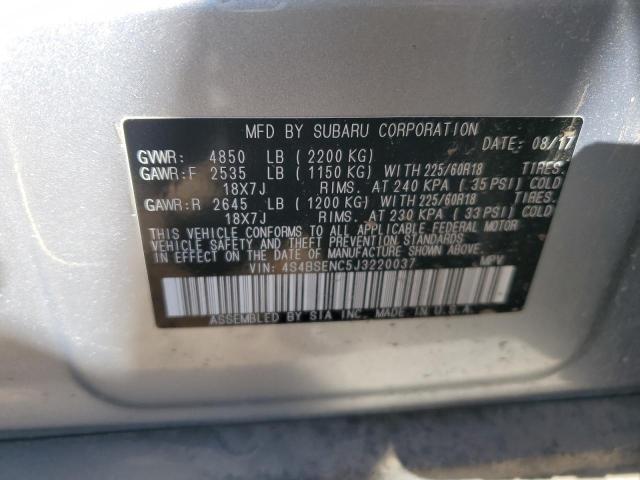 MFD BY SUBARU CORPORATION DATE: 08/17
GVWR: 4850 LB (2200 KG)
GAWR:F 2535 LB (1150 KG) WITH 225/60R18 TIRES.
18X7J RIMS. AT 240 KPA (35 PSI) COLD
GAWR:R 2645 LB (1200 KG) WITH 225/60R18 TIRES.
18X7J RIMS. AT 230 KPA (33 PSI) COLD
THIS VEHICLE CONFORMS TO ALL APPLICABLE FEDERAL MOTOR
VEHICLE SAFETY AND THEFT PREVENTION STANDARDS
IN EFFECT ON THE DATE OF MANUFACTURE SHOWN ABOVE.
VIN: 4S4BSENC5J3220037 MPV
ASSEMBLED BY SIA INC. MADE IN U.S.A.